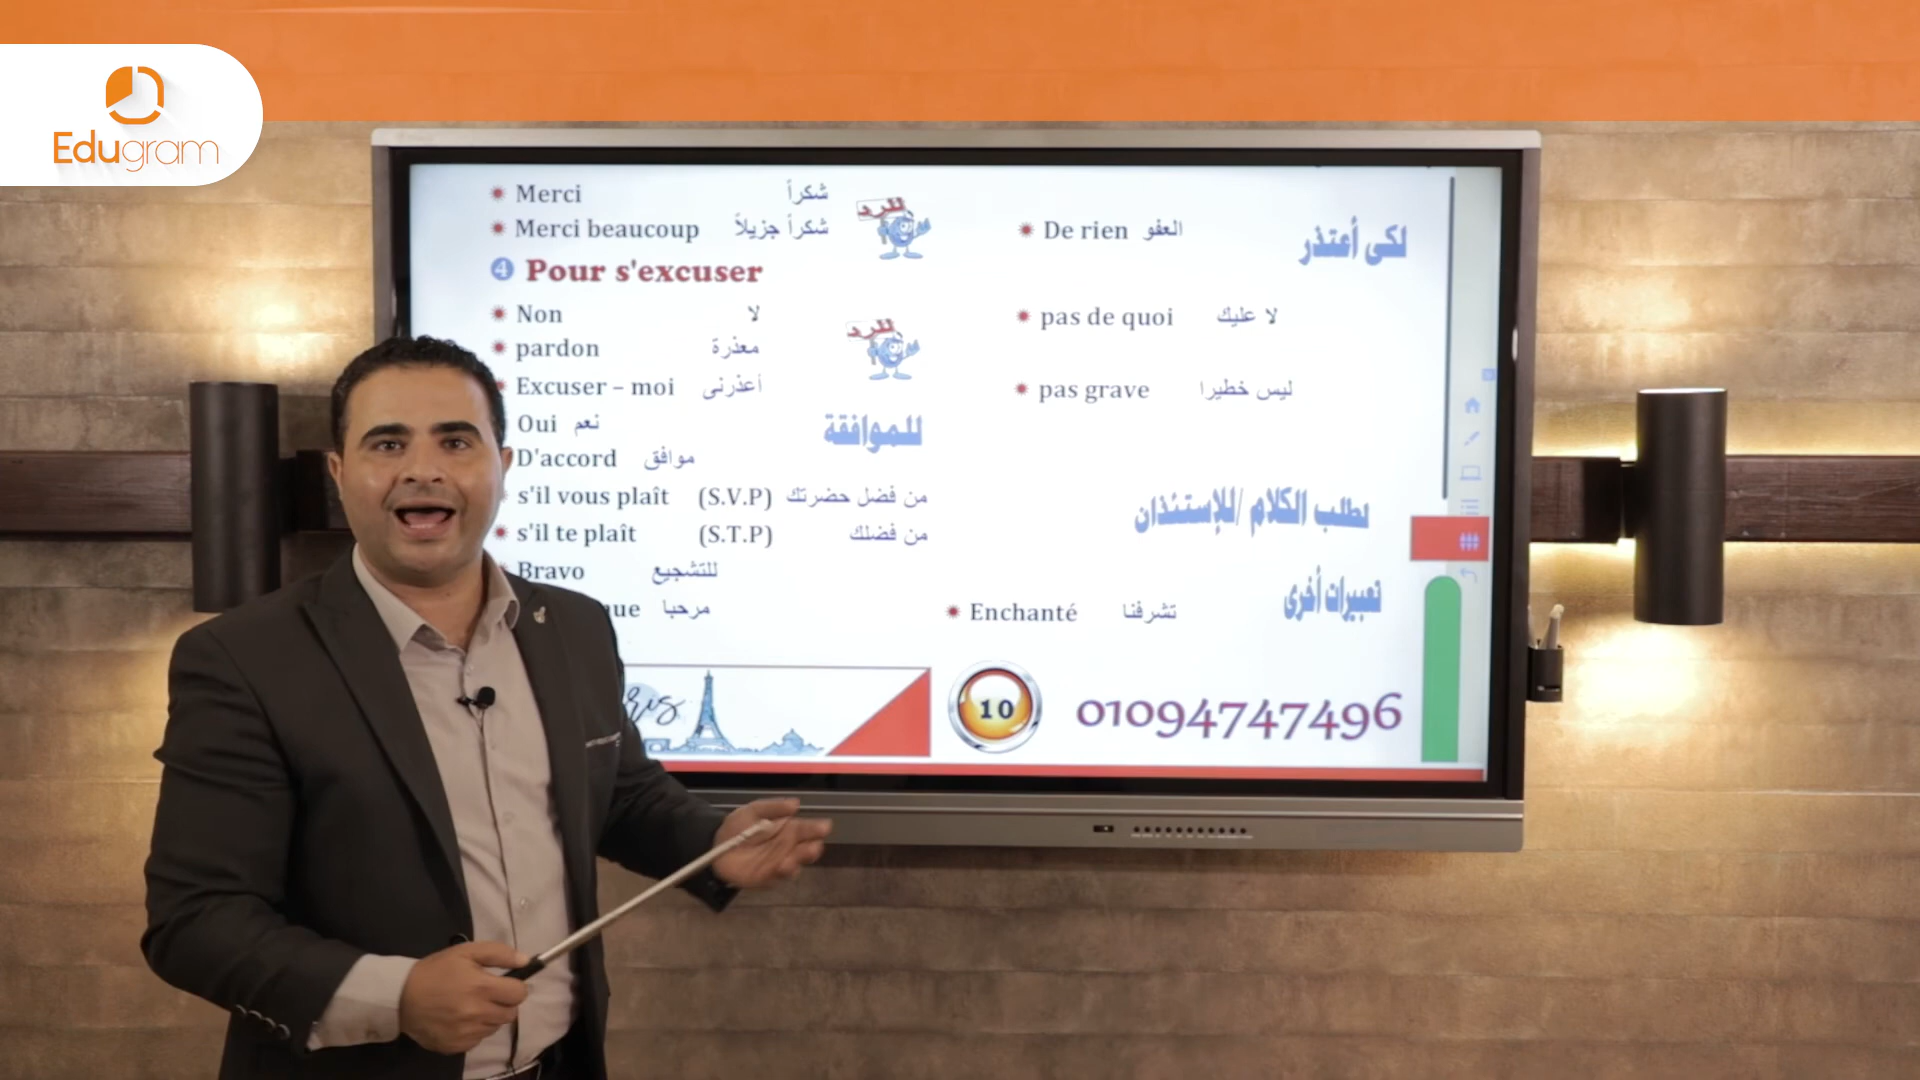 Edugram
Merci شكراً
Merci beaucoup شكراً جزيلاً للرد De rien العفو
لكى أعتذر
4 Pour s'excuser
Non لا pas de quoi لا عليك
pardon معذرة للرد
Excuser – moi أعذرنى pas grave ليس خطيرا
Oui نعم للموافقة
D'accord موافق
s'il vous plaît (S.V.P) من فضل حضرتك
لطلب الكلام /للإستئذان
s'il te plaît (S.T.P) من فضلك
Bravo للتشجيع
nue مرحبا Enchanté تشرفنا تعبيرات أخرى
ris 10 01094747496